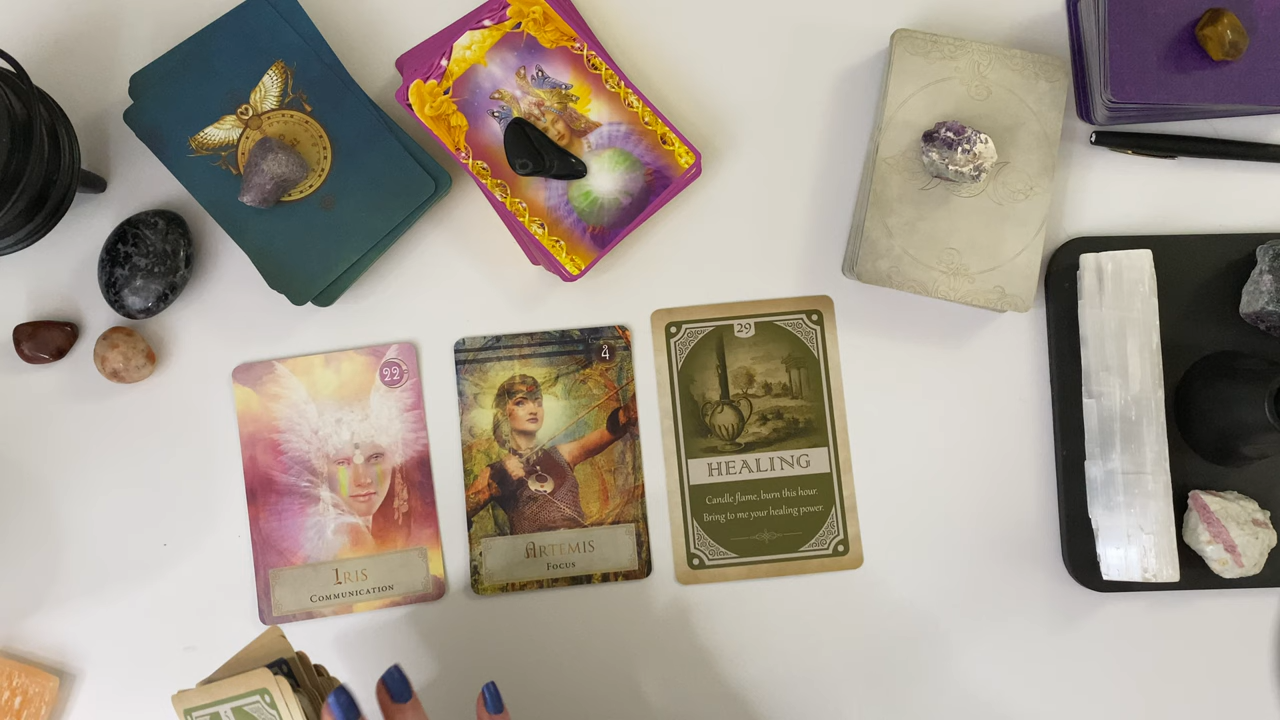 22
IRIS
COMMUNICATION
4
ARTEMIS
FOCUS
29
HEALING
Candle flame, burn this hour.
Bring to me your healing power.